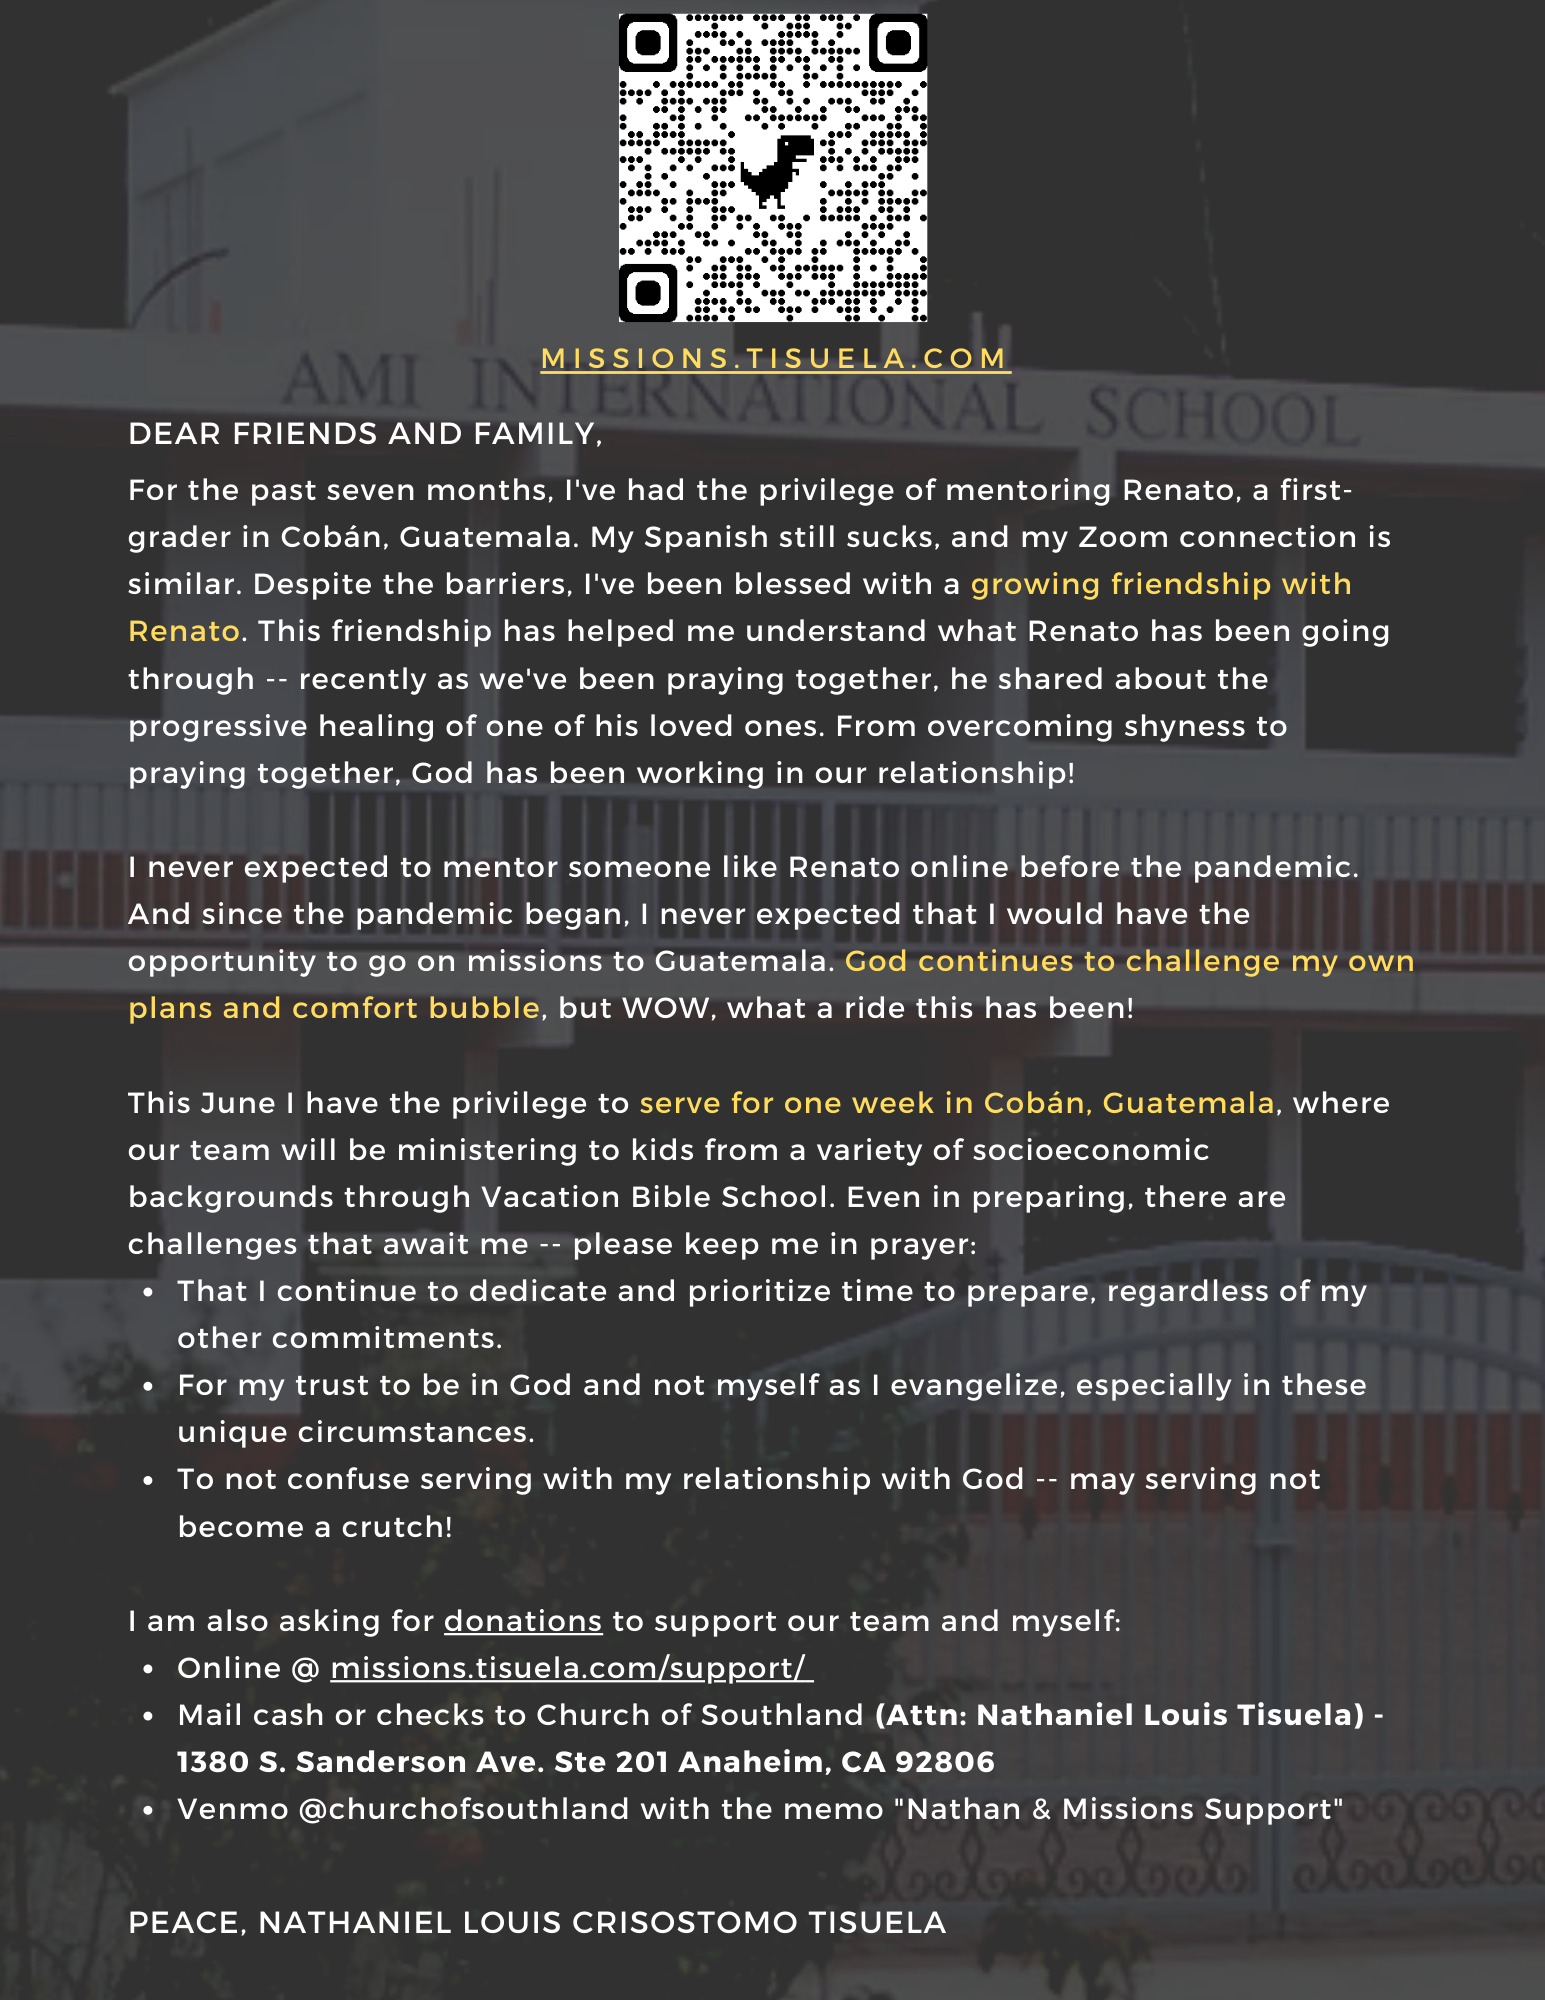 MISSIONS.TISUELA.COM
AMI INTERNATIONAL SCHOOL
DEAR FRIENDS AND FAMILY,
For the past seven months, I've had the privilege of mentoring Renato, a first-
grader in Cobán, Guatemala. My Spanish still sucks, and my Zoom connection is
similar. Despite the barriers, I've been blessed with a growing friendship with
Renato. This friendship has helped me understand what Renato has been going
through -- recently as we've been praying together, he shared about the
progressive healing of one of his loved ones. From overcoming shyness to
praying together, God has been working in our relationship!
I never expected to mentor someone like Renato online before the pandemic.
And since the pandemic began, I never expected that I would have the
opportunity to go on missions to Guatemala. God continues to challenge my own
plans and comfort bubble, but WOW, what a ride this has been!
This June I have the privilege to serve for one week in Cobán, Guatemala, where
our team will be ministering to kids from a variety of socioeconomic
backgrounds through Vacation Bible School. Even in preparing, there are
challenges that await me -- please keep me in prayer:
• That I continue to dedicate and prioritize time to prepare, regardless of my
other commitments.
• For my trust to be in God and not myself as I evangelize, especially in these
unique circumstances.
• To not confuse serving with my relationship with God -- may serving not
become a crutch!
I am also asking for donations to support our team and myself:
• Online @ missions.tisuela.com/support/
• Mail cash or checks to Church of Southland (Attn: Nathaniel Louis Tisuela) -
1380 S. Sanderson Ave. Ste 201 Anaheim, CA 92806
• Venmo @churchofsouthland with the memo "Nathan & Missions Support"
PEACE, NATHANIEL LOUIS CRISOSTOMO TISUELA